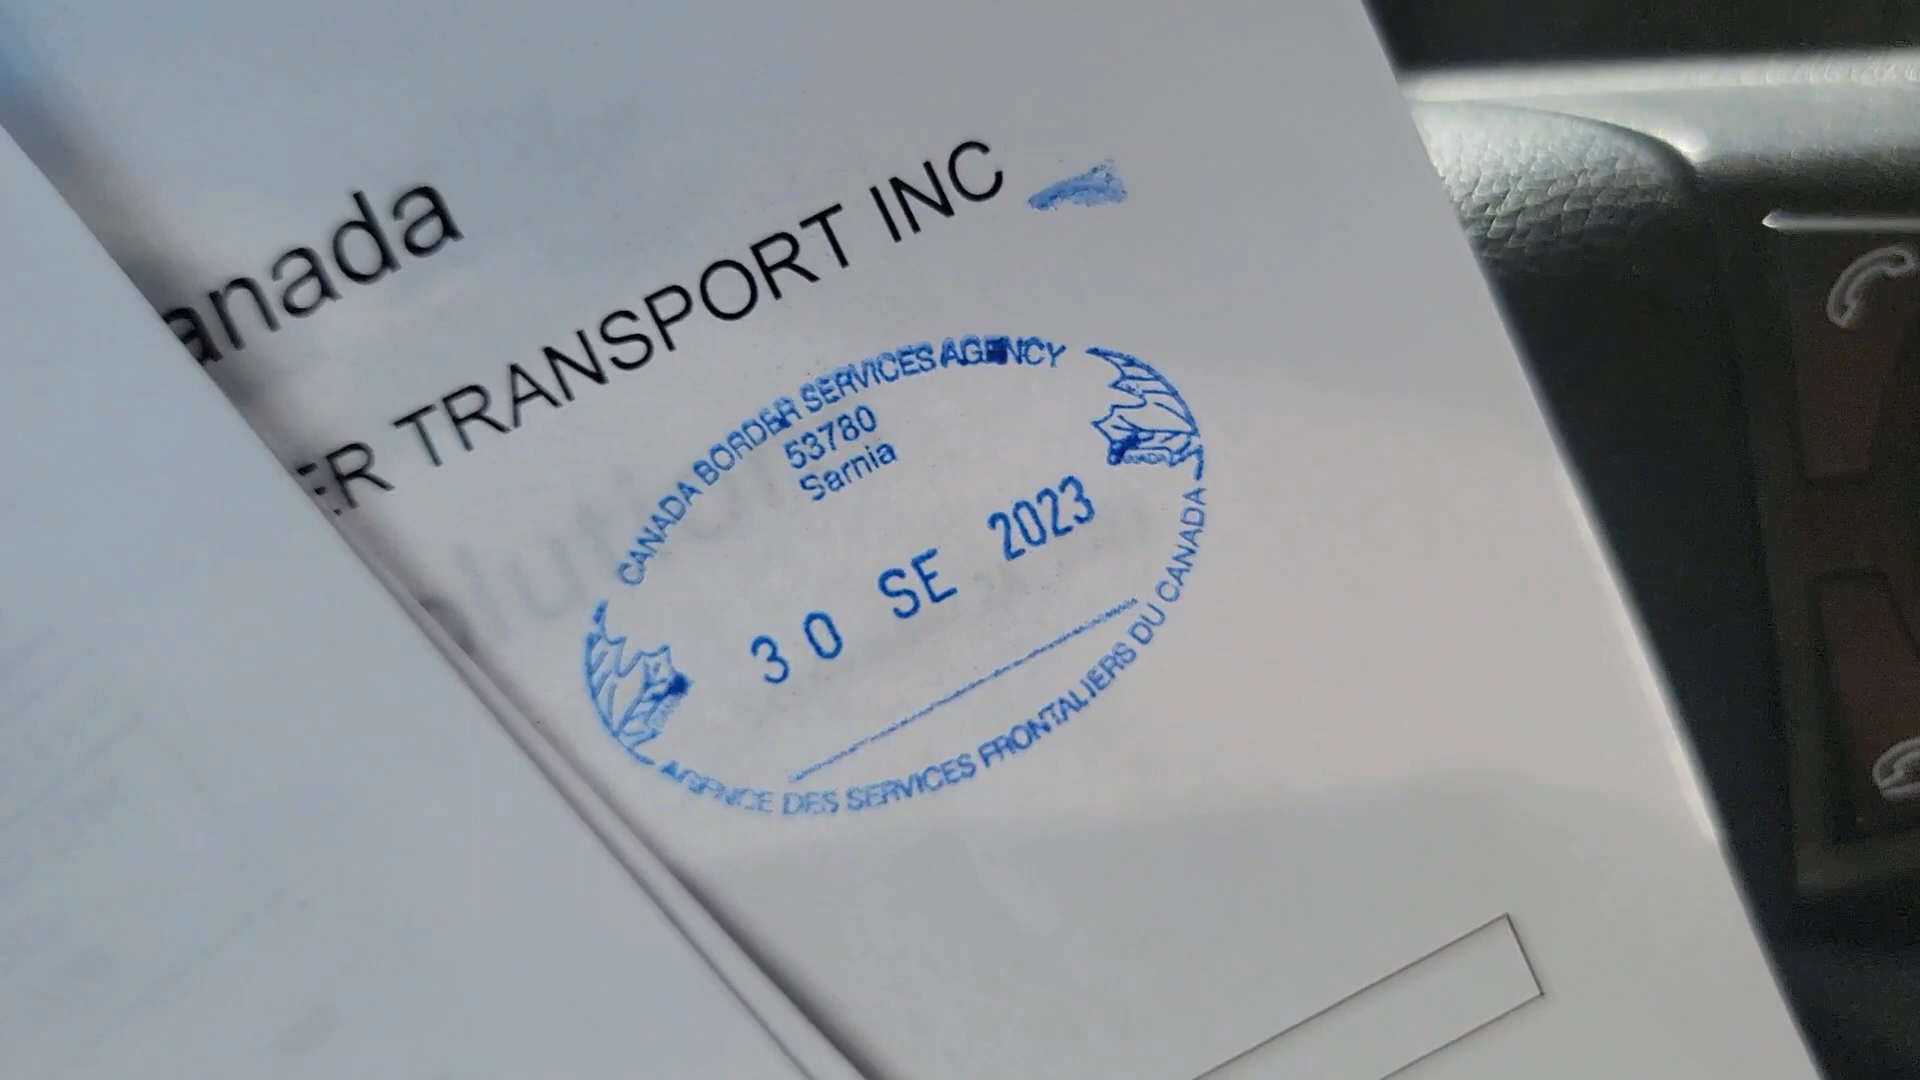 anada
ER TRANSPORT INC
CANADA BORDER SERVICES AGENCY
53780
Sarnia
30 SE 2023
AGENCE DES SERVICES FRONTALIERS DU CANADA